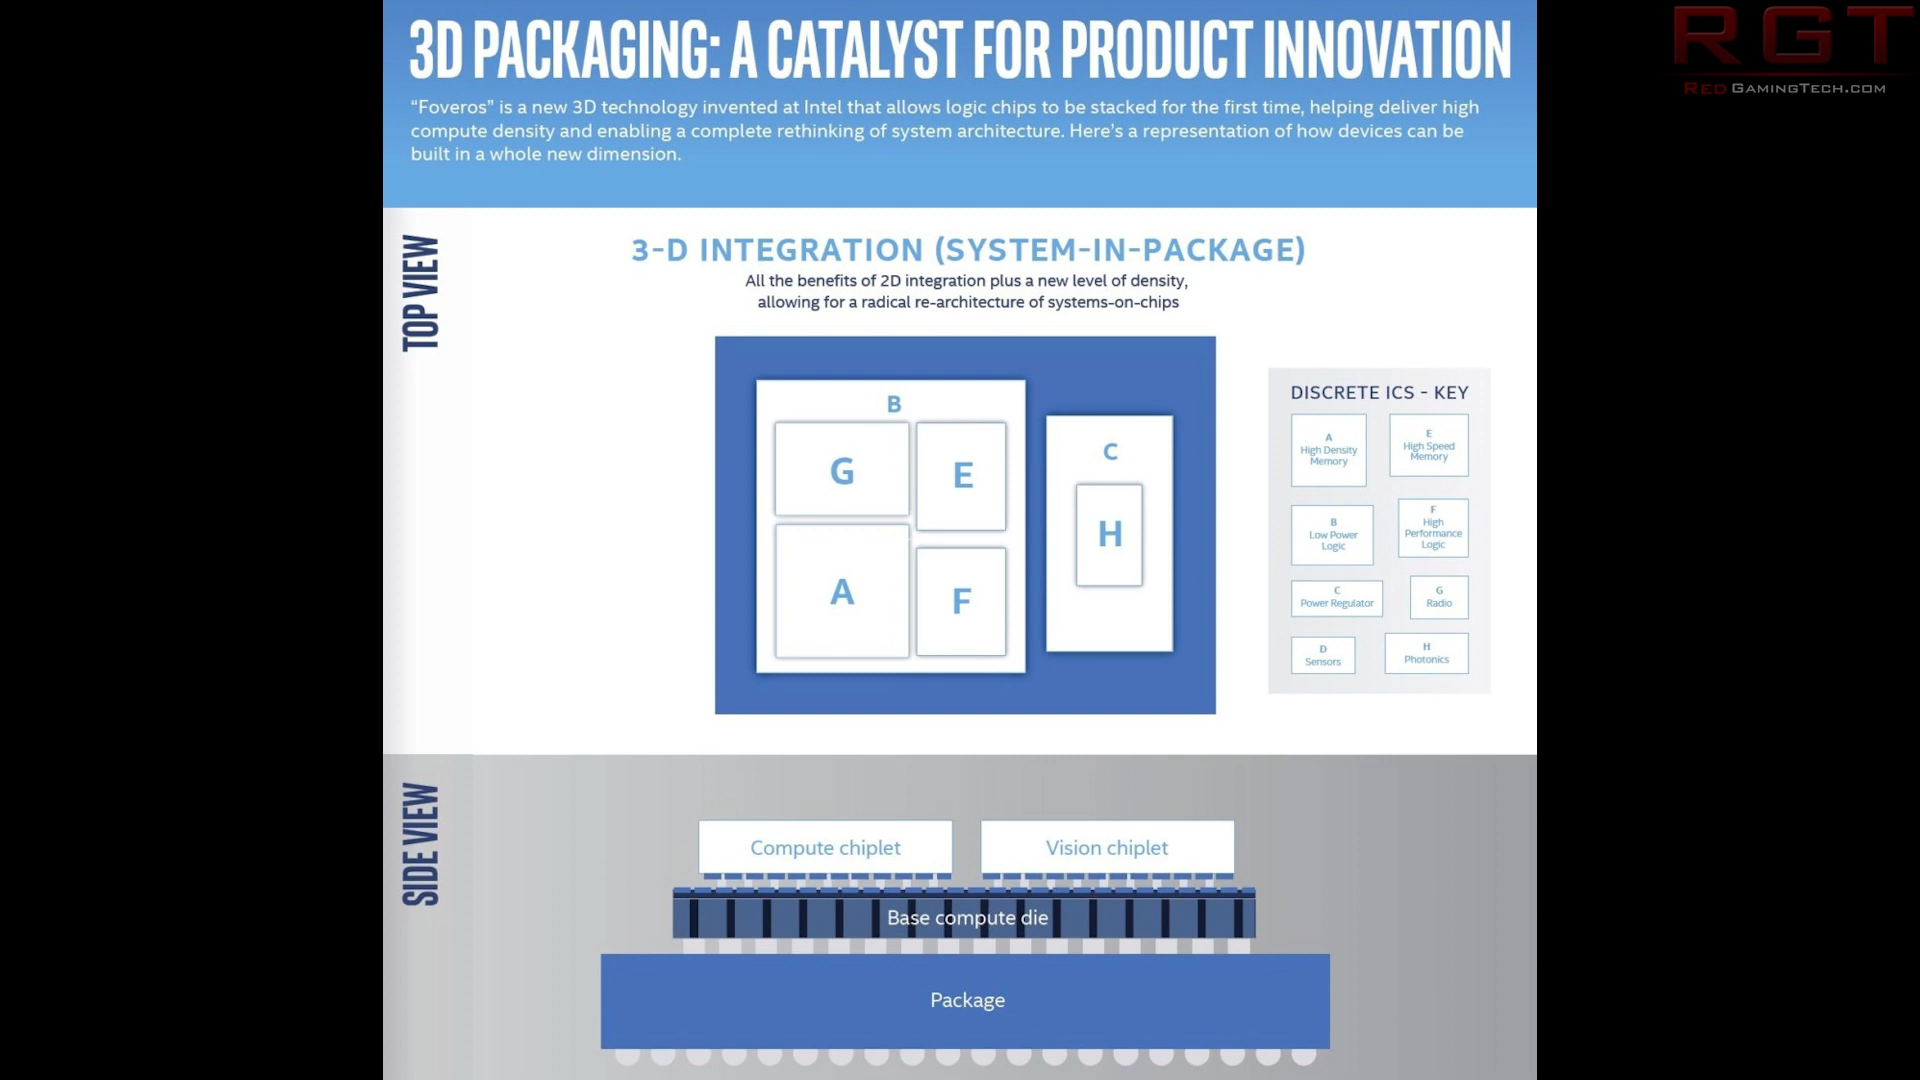 3D PACKAGING: A CATALYST FOR PRODUCT INNOVATION
“Foveros” is a new 3D technology invented at Intel that allows logic chips to be stacked for the first time, helping deliver high
compute density and enabling a complete rethinking of system architecture. Here’s a representation of how devices can be
built in a whole new dimension.
RGT
RED GAMINGTECH.COM
TOP VIEW
3-D INTEGRATION (SYSTEM-IN-PACKAGE)
All the benefits of 2D integration plus a new level of density,
allowing for a radical re-architecture of systems-on-chips
B
G
E
A
F
C
H
DISCRETE ICS - KEY
A
High Density
Memory
E
High Speed
Memory
B
Low Power
Logic
F
High
Performance
Logic
C
Power Regulator
G
Radio
D
Sensors
H
Photonics
SIDE VIEW
Compute chiplet
Vision chiplet
Base compute die
Package